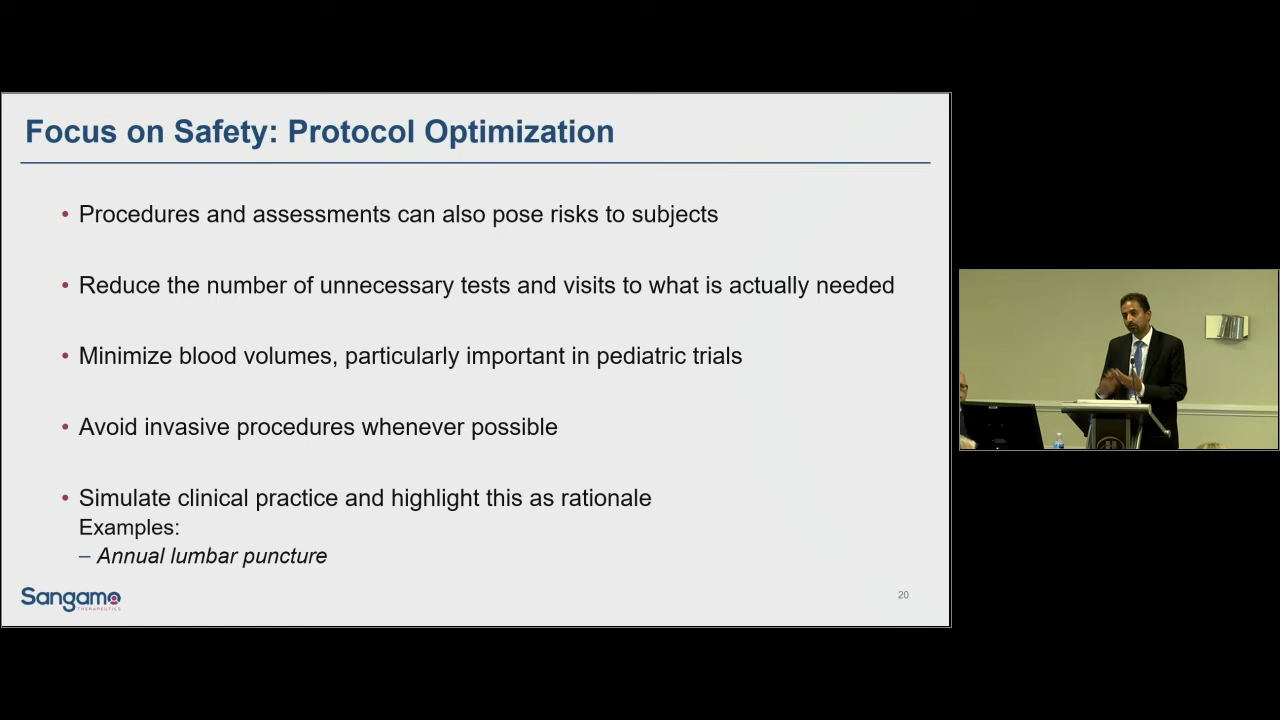 Focus on Safety: Protocol Optimization
• Procedures and assessments can also pose risks to subjects
• Reduce the number of unnecessary tests and visits to what is actually needed
• Minimize blood volumes, particularly important in pediatric trials
• Avoid invasive procedures whenever possible
• Simulate clinical practice and highlight this as rationale
Examples:
– Annual lumbar puncture
Sangamo
THERAPEUTICS
20